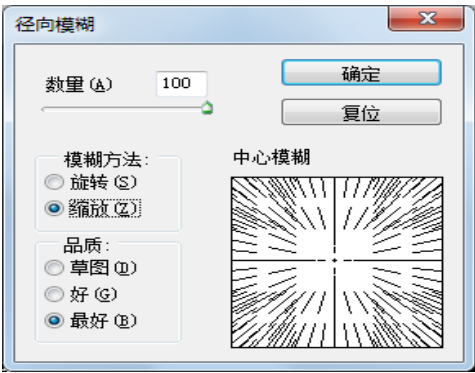 径向模糊
数量(A) 100
确定
复位
模糊方法:
旋转(S)
缩放(Z)
中心模糊
品质:
草图(D)
好(G)
最好(B)